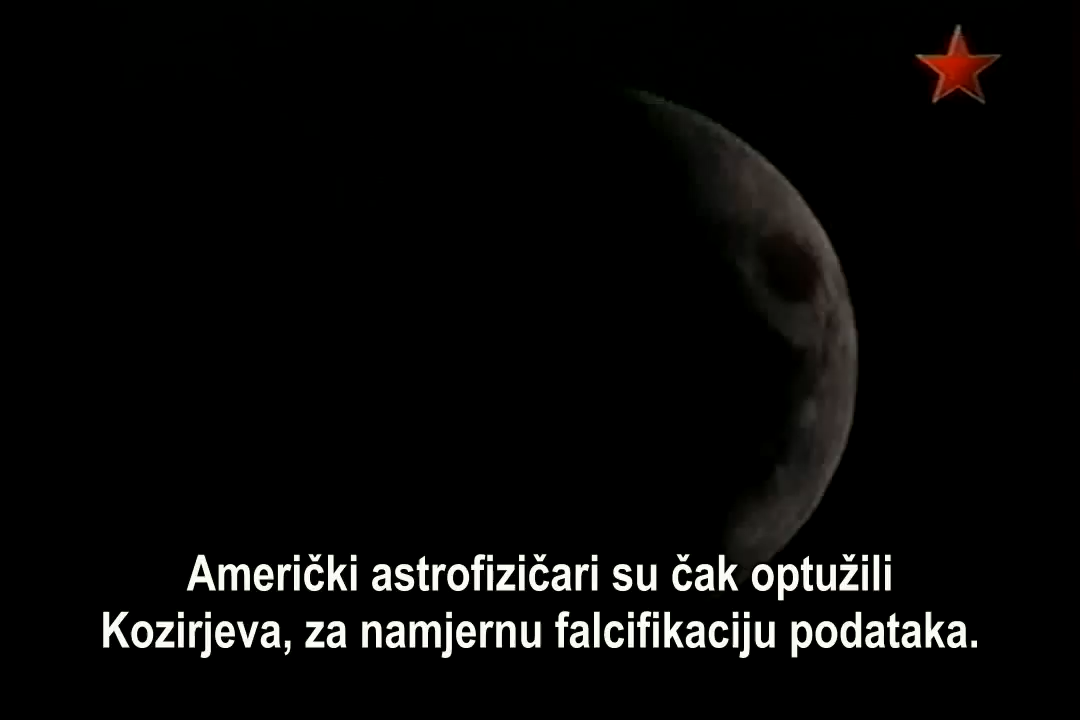 Američki astrofizičari su čak optužili
Kozirjeva, za namjernu falcifikaciju podataka.